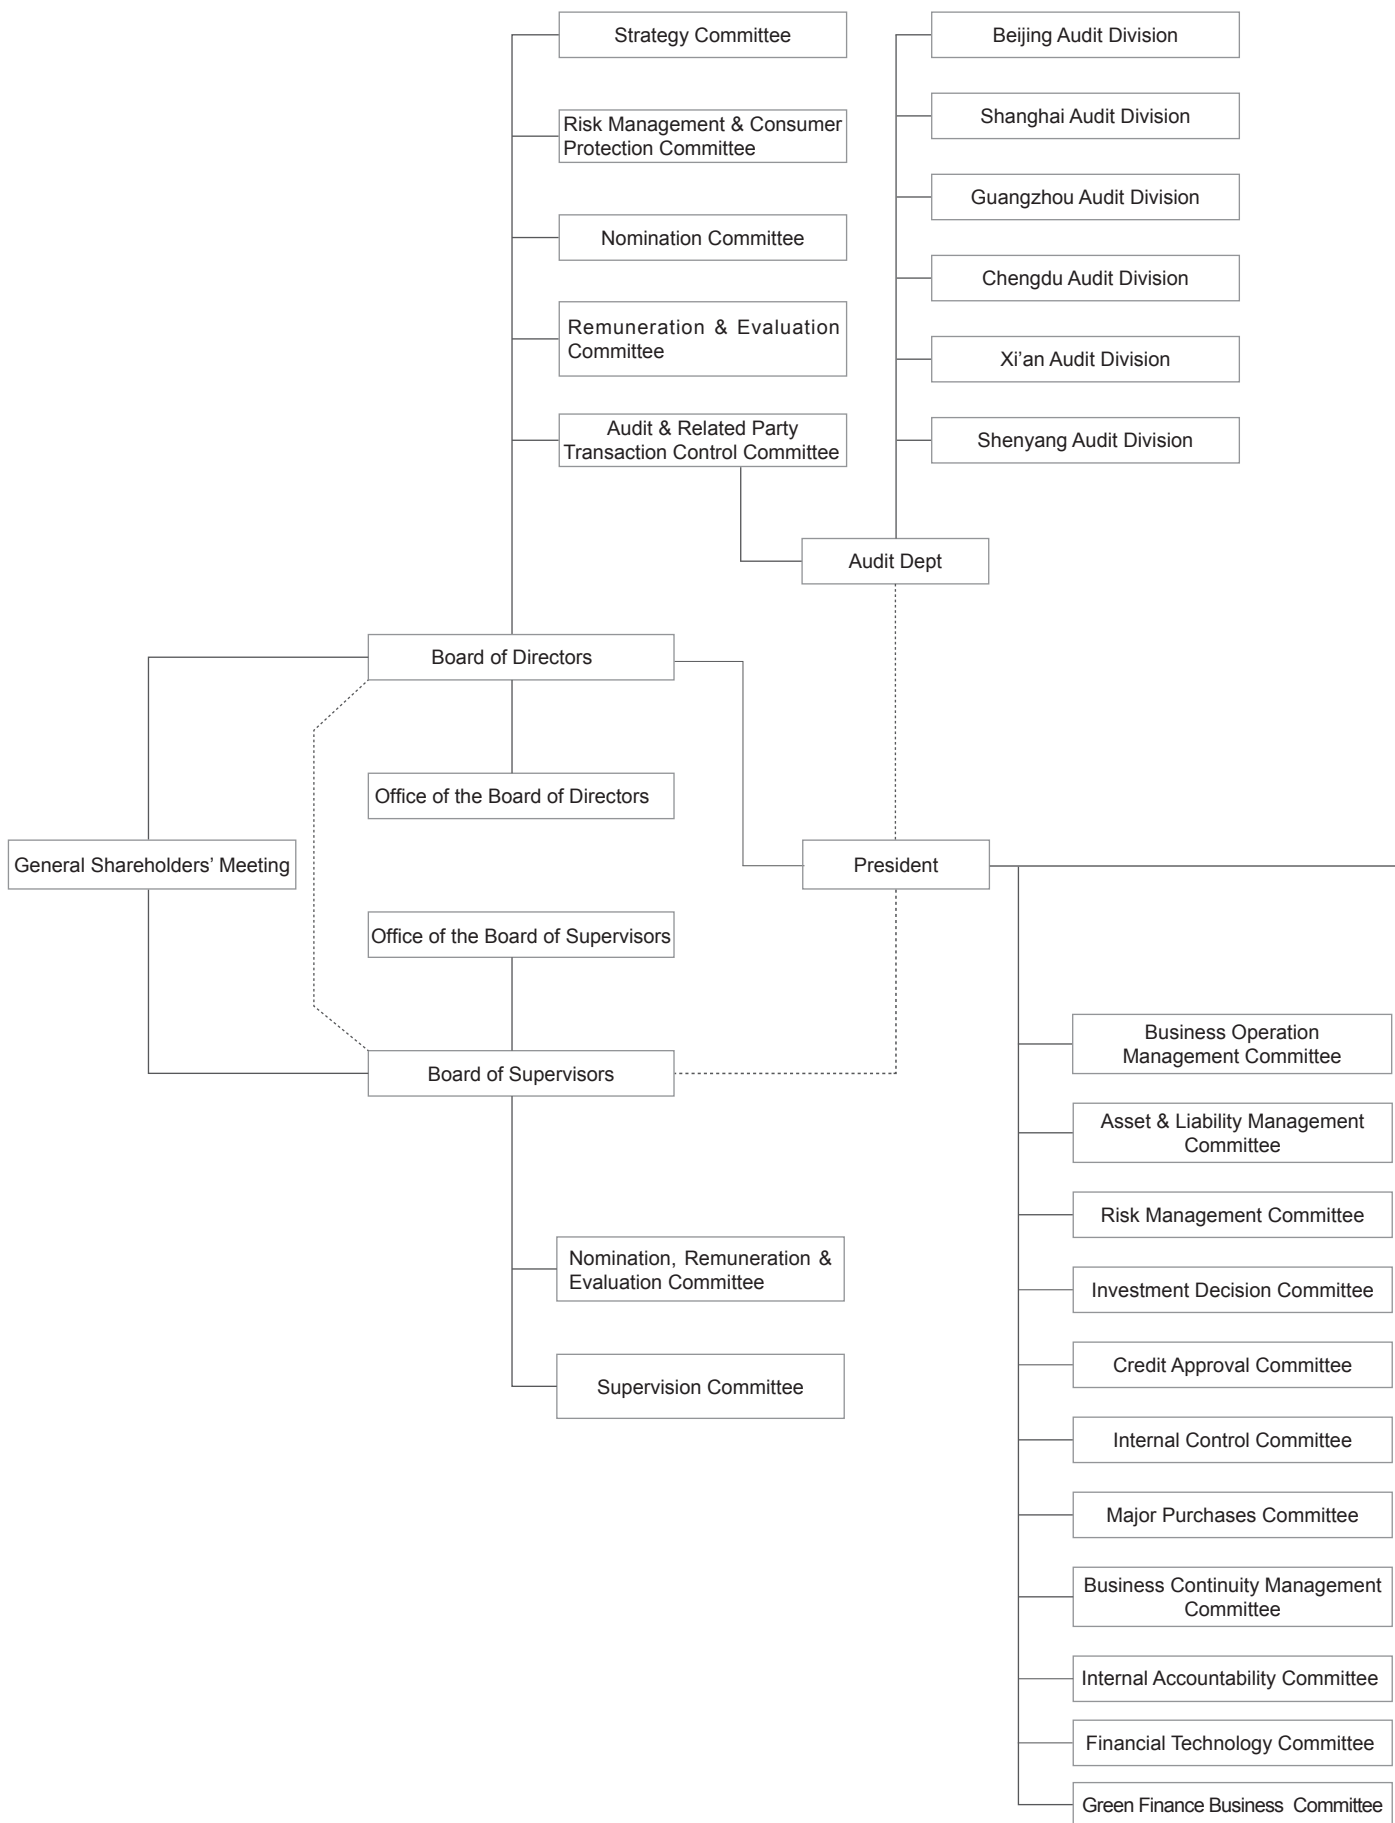 Strategy Committee
Risk Management & Consumer
Protection Committee
Nomination Committee
Remuneration & Evaluation
Committee
Audit & Related Party
Transaction Control Committee
Beijing Audit Division
Shanghai Audit Division
Guangzhou Audit Division
Chengdu Audit Division
Xi’an Audit Division
Shenyang Audit Division
Audit Dept
Board of Directors
Office of the Board of Directors
General Shareholders’ Meeting
President
Office of the Board of Supervisors
Board of Supervisors
Nomination, Remuneration &
Evaluation Committee
Supervision Committee
Business Operation
Management Committee
Asset & Liability Management
Committee
Risk Management Committee
Investment Decision Committee
Credit Approval Committee
Internal Control Committee
Major Purchases Committee
Business Continuity Management
Committee
Internal Accountability Committee
Financial Technology Committee
Green Finance Business Committee